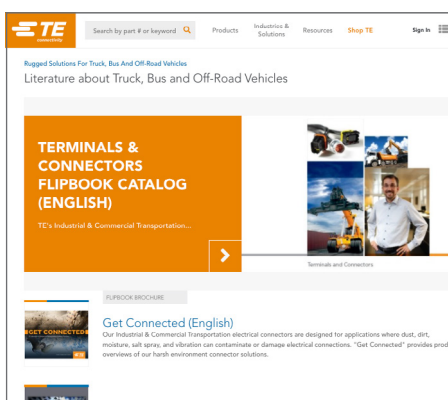 TE
connectivity
Search by part # or keyword
Products
Industries &
Solutions
Resources
Shop TE
Sign In
Rugged Solutions For Truck, Bus And Off-Road Vehicles
Literature about Truck, Bus and Off-Road Vehicles
TERMINALS &
CONNECTORS
FLIPBOOK CATALOG
(ENGLISH)
TE's Industrial & Commercial Transportation...
Terminals and Connectors
FLIPBOOK BROCHURE
GET CONNECTED
Get Connected (English)
Our Industrial & Commercial Transportation electrical connectors are designed for applications where dust, dirt,
moisture, salt spray, and vibration can contaminate or damage electrical connections. "Get Connected" provides prod
overviews of our harsh environment connector solutions.